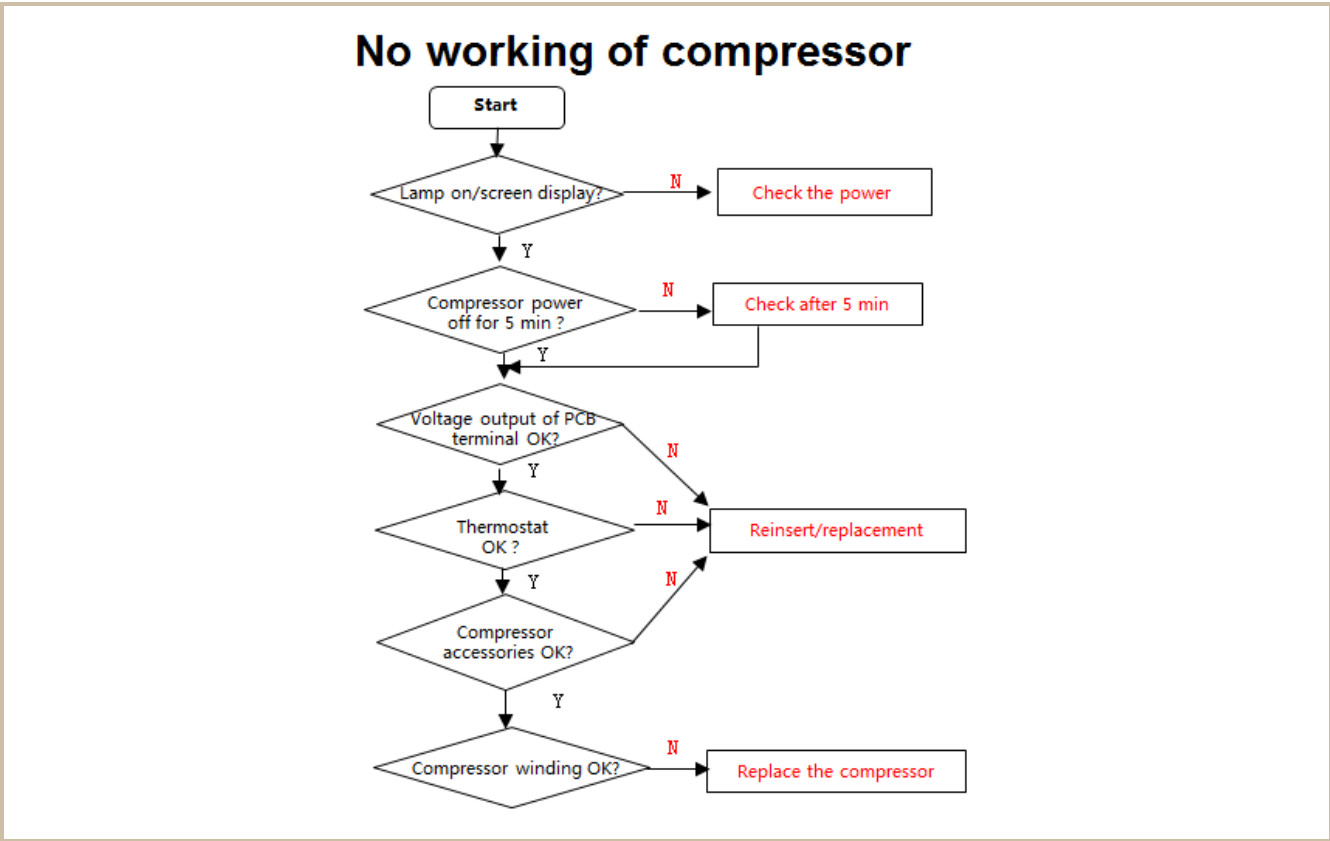 No working of compressor
Start
Lamp on/screen display?
N
Check the power
Y
Compressor power
off for 5 min ?
N
Check after 5 min
Y
Voltage output of PCB
terminal OK?
N
Y
Thermostat
OK ?
N
Reinsert/replacement
Y
Compressor
accessories OK?
N
Y
Compressor winding OK?
N
Replace the compressor